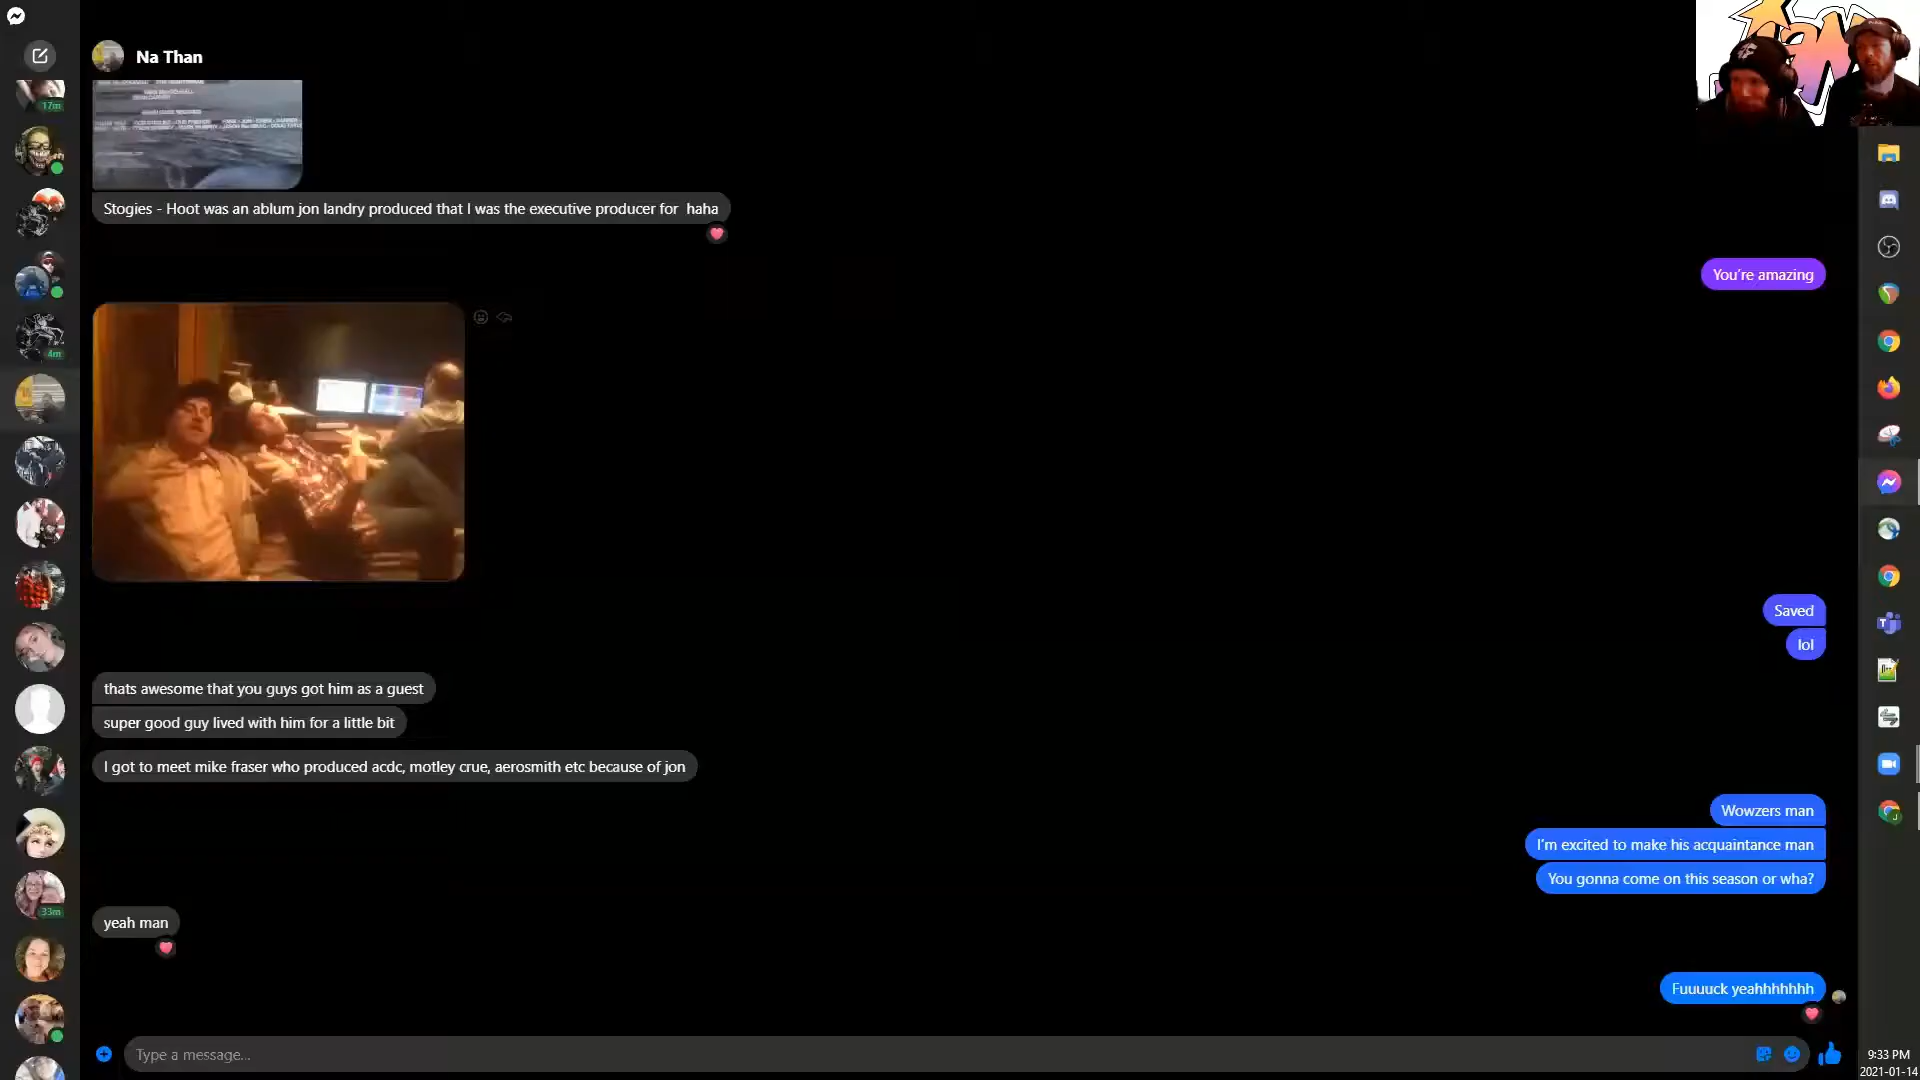 Na Than
17m
Stogies - Hoot was an ablum jon landry produced that I was the executive producer for haha
You're amazing
4m
Saved
lol
thats awesome that you guys got him as a guest
super good guy lived with him for a little bit
I got to meet mike fraser who produced acdc, motley crue, aerosmith etc because of jon
Wowzers man
I'm excited to make his acquaintance man
You gonna come on this season or wha?
33m
yeah man
Fuuuuck yeahhhhhhh
Type a message...
9:33 PM
2021-01-14